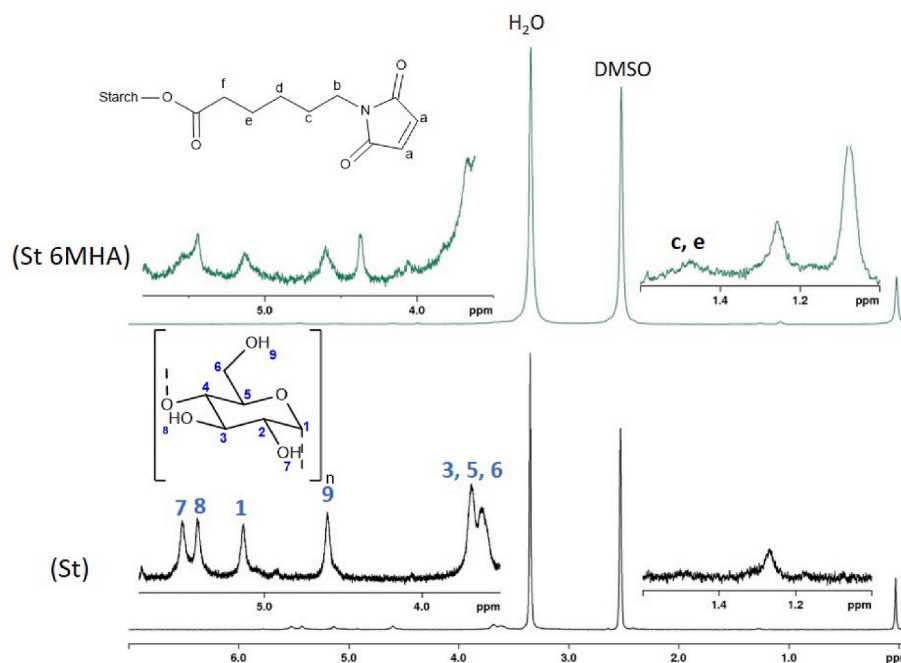 H₂O
DMSO
Starch
O
O
f
e
d
c
b
N
O
O
a
a
(St 6MHA)
c, e
5.0
4.0
ppm
1.4
1.2
ppm
OH
9
6
O
4
5
O
HO
8
3
2
1
OH
7
n
7 8 1 9 3, 5, 6
(St)
5.0
4.0
ppm
1.4
1.2
ppm
6.0
5.0
4.0
3.0
2.0
1.0
ppm